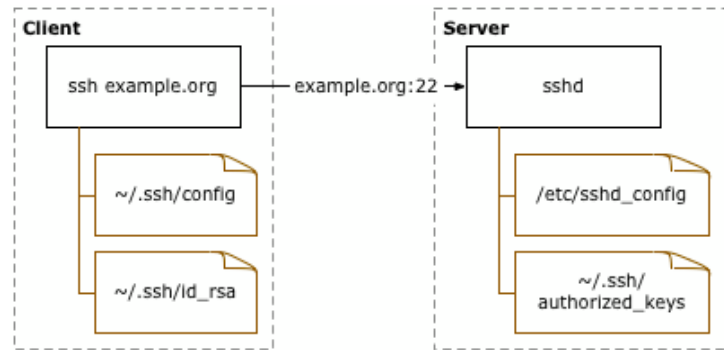 Client
Server
ssh example.org
example.org:22
sshd
~/.ssh/config
/etc/sshd_config
~/.ssh/id_rsa
~/.ssh/
authorized_keys